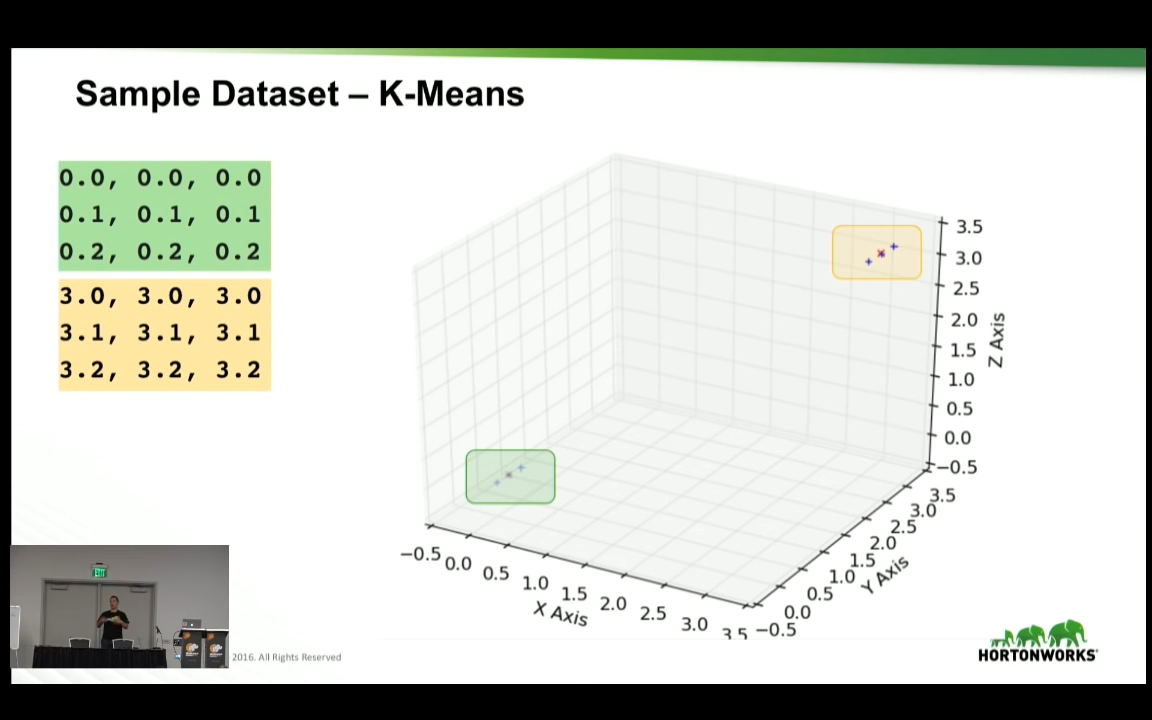 Sample Dataset – K-Means
0.0, 0.0, 0.0
0.1, 0.1, 0.1
0.2, 0.2, 0.2
3.0, 3.0, 3.0
3.1, 3.1, 3.1
3.2, 3.2, 3.2
3.5
3.0
2.5
2.0
1.5
1.0
0.5
0.0
−0.5
Z Axis
3.5
3.0
2.5
2.0
1.5
1.0
0.5
0.0
−0.5
Y Axis
−0.5
0.0
0.5
1.0
1.5
2.0
2.5
3.0
3.5
X Axis
EXIT
2016. All Rights Reserved
HORTONWORKS